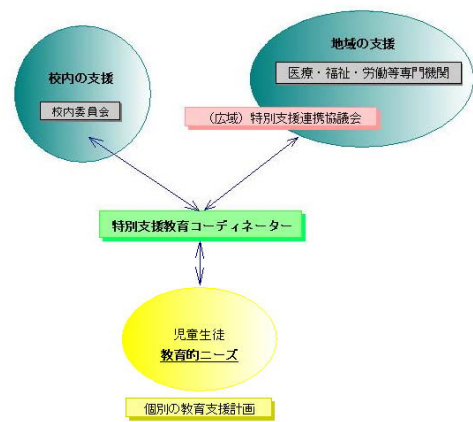 地域の支援
医療・福祉・労働等専門機関
校内の支援
校内委員会
（広域）特別支援連携協議会
特別支援教育コーディネーター
児童生徒
教育的ニーズ
個別の教育支援計画